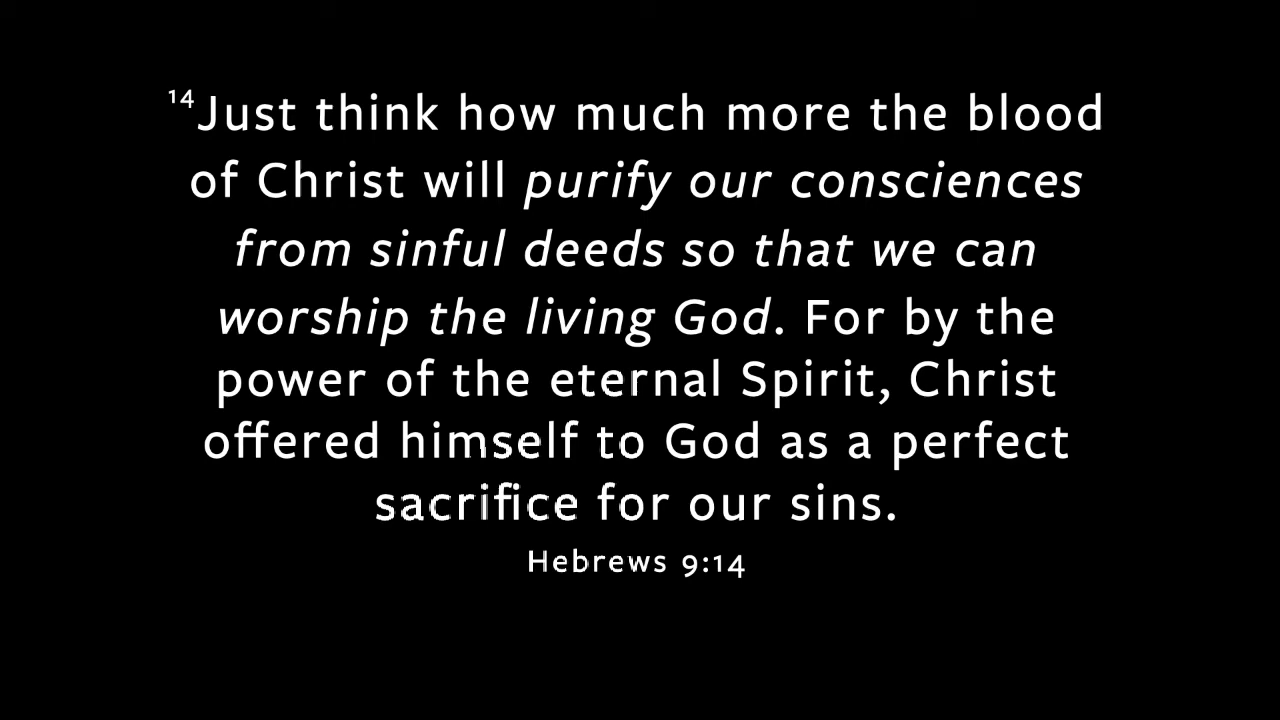 14Just think how much more the blood
of Christ will purify our consciences
from sinful deeds so that we can
worship the living God. For by the
power of the eternal Spirit, Christ
offered himself to God as a perfect
sacrifice for our sins.
Hebrews 9:14